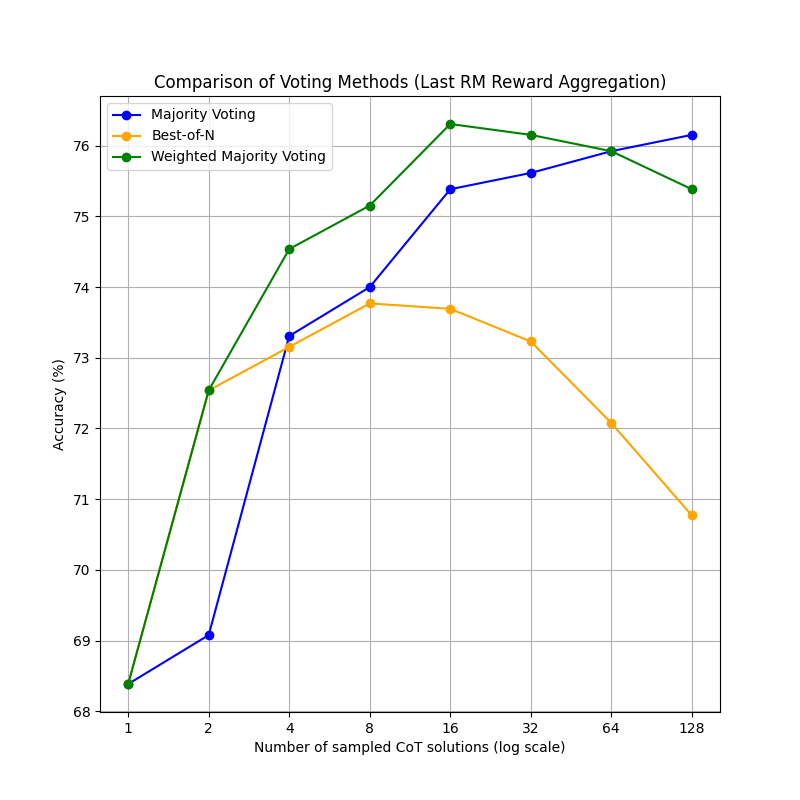 Comparison of Voting Methods (Last RM Reward Aggregation)
Majority Voting
Best-of-N
Weighted Majority Voting
Accuracy (%)
76
75
74
73
72
71
70
69
68
1 2 4 8 16 32 64 128
Number of sampled CoT solutions (log scale)